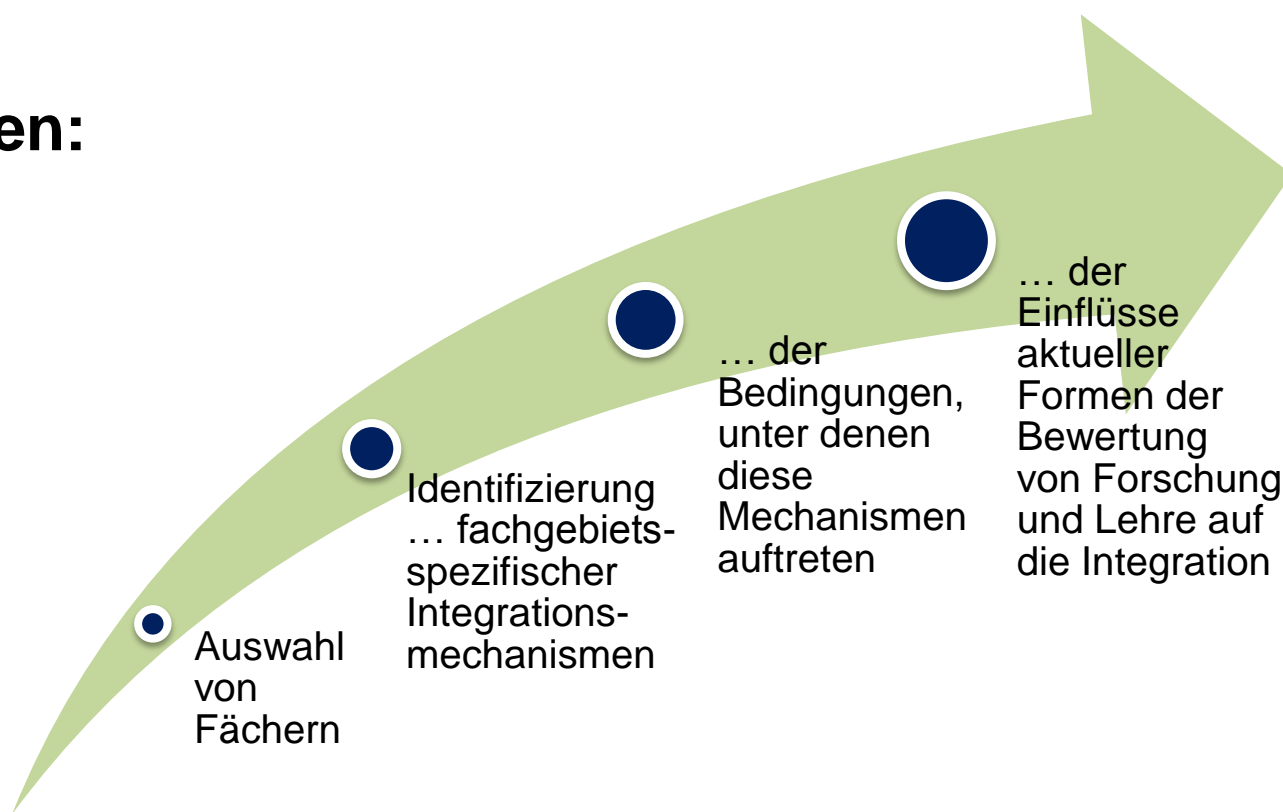 en:
Auswahl
von
Fächern
Identifizierung
… fachgebiets-
spezifischer
Integrations-
mechanismen
… der
Bedingungen,
unter denen
diese
Mechanismen
auftreten
… der
Einflüsse
aktueller
Formen der
Bewertung
von Forschung
und Lehre auf
die Integration